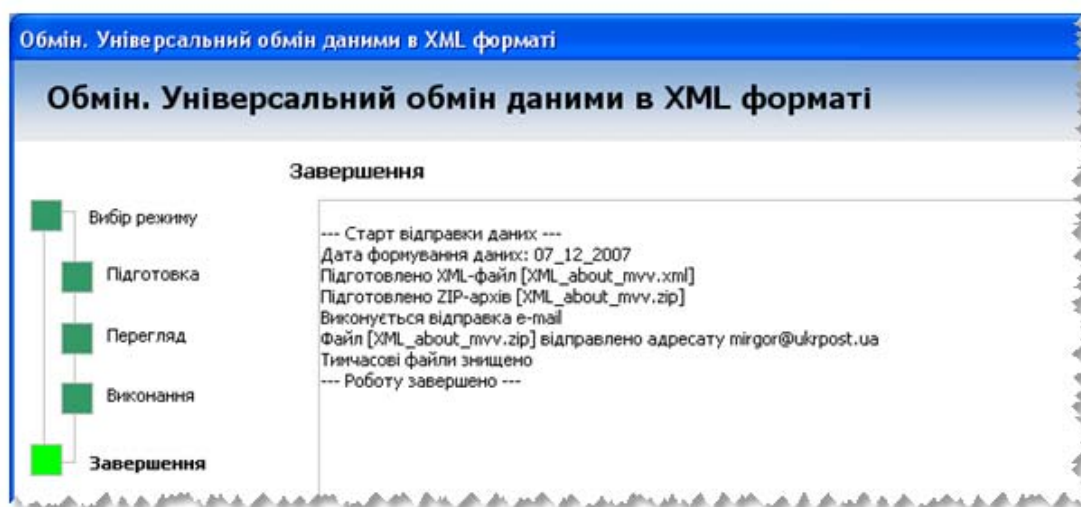 Обмін. Універсальний обмін даними в XML форматі
Обмін. Універсальний обмін даними в XML форматі
Завершення
Вибір режиму
Підготовка
Перегляд
Виконання
Завершення
--- Старт відправки даних ---
Дата формування даних: 07_12_2007
Підготовлено XML-файл [XML_about_mvv.xml]
Підготовлено ZIP-архів [XML_about_mvv.zip]
Виконується відправка e-mail
Файл [XML_about_mvv.zip] відправлено адресату mirgor@ukrpost.ua
Тимчасові файли знищено
--- Роботу завершено ---